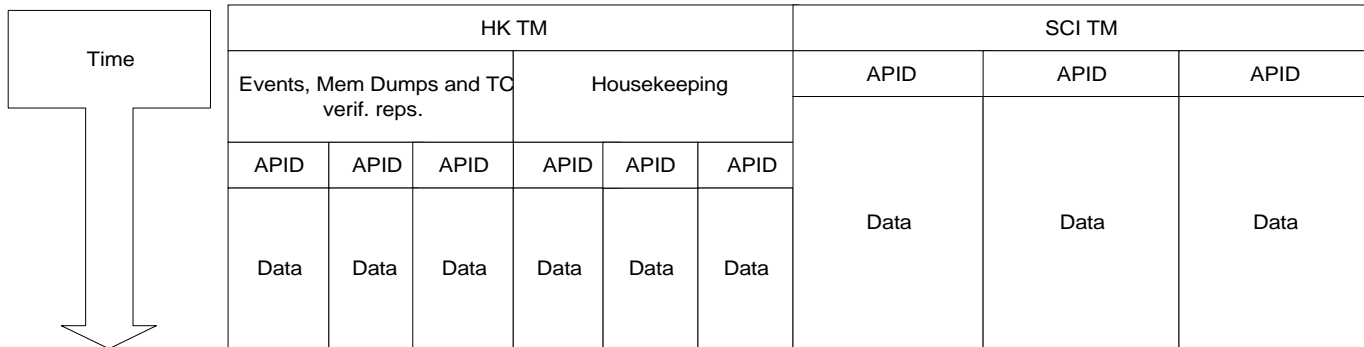 Time
HK TM
SCI TM
Events, Mem Dumps and TC
verif. reps.
Housekeeping
APID APID APID
APID APID APID APID APID APID
Data Data Data
Data Data Data Data Data Data